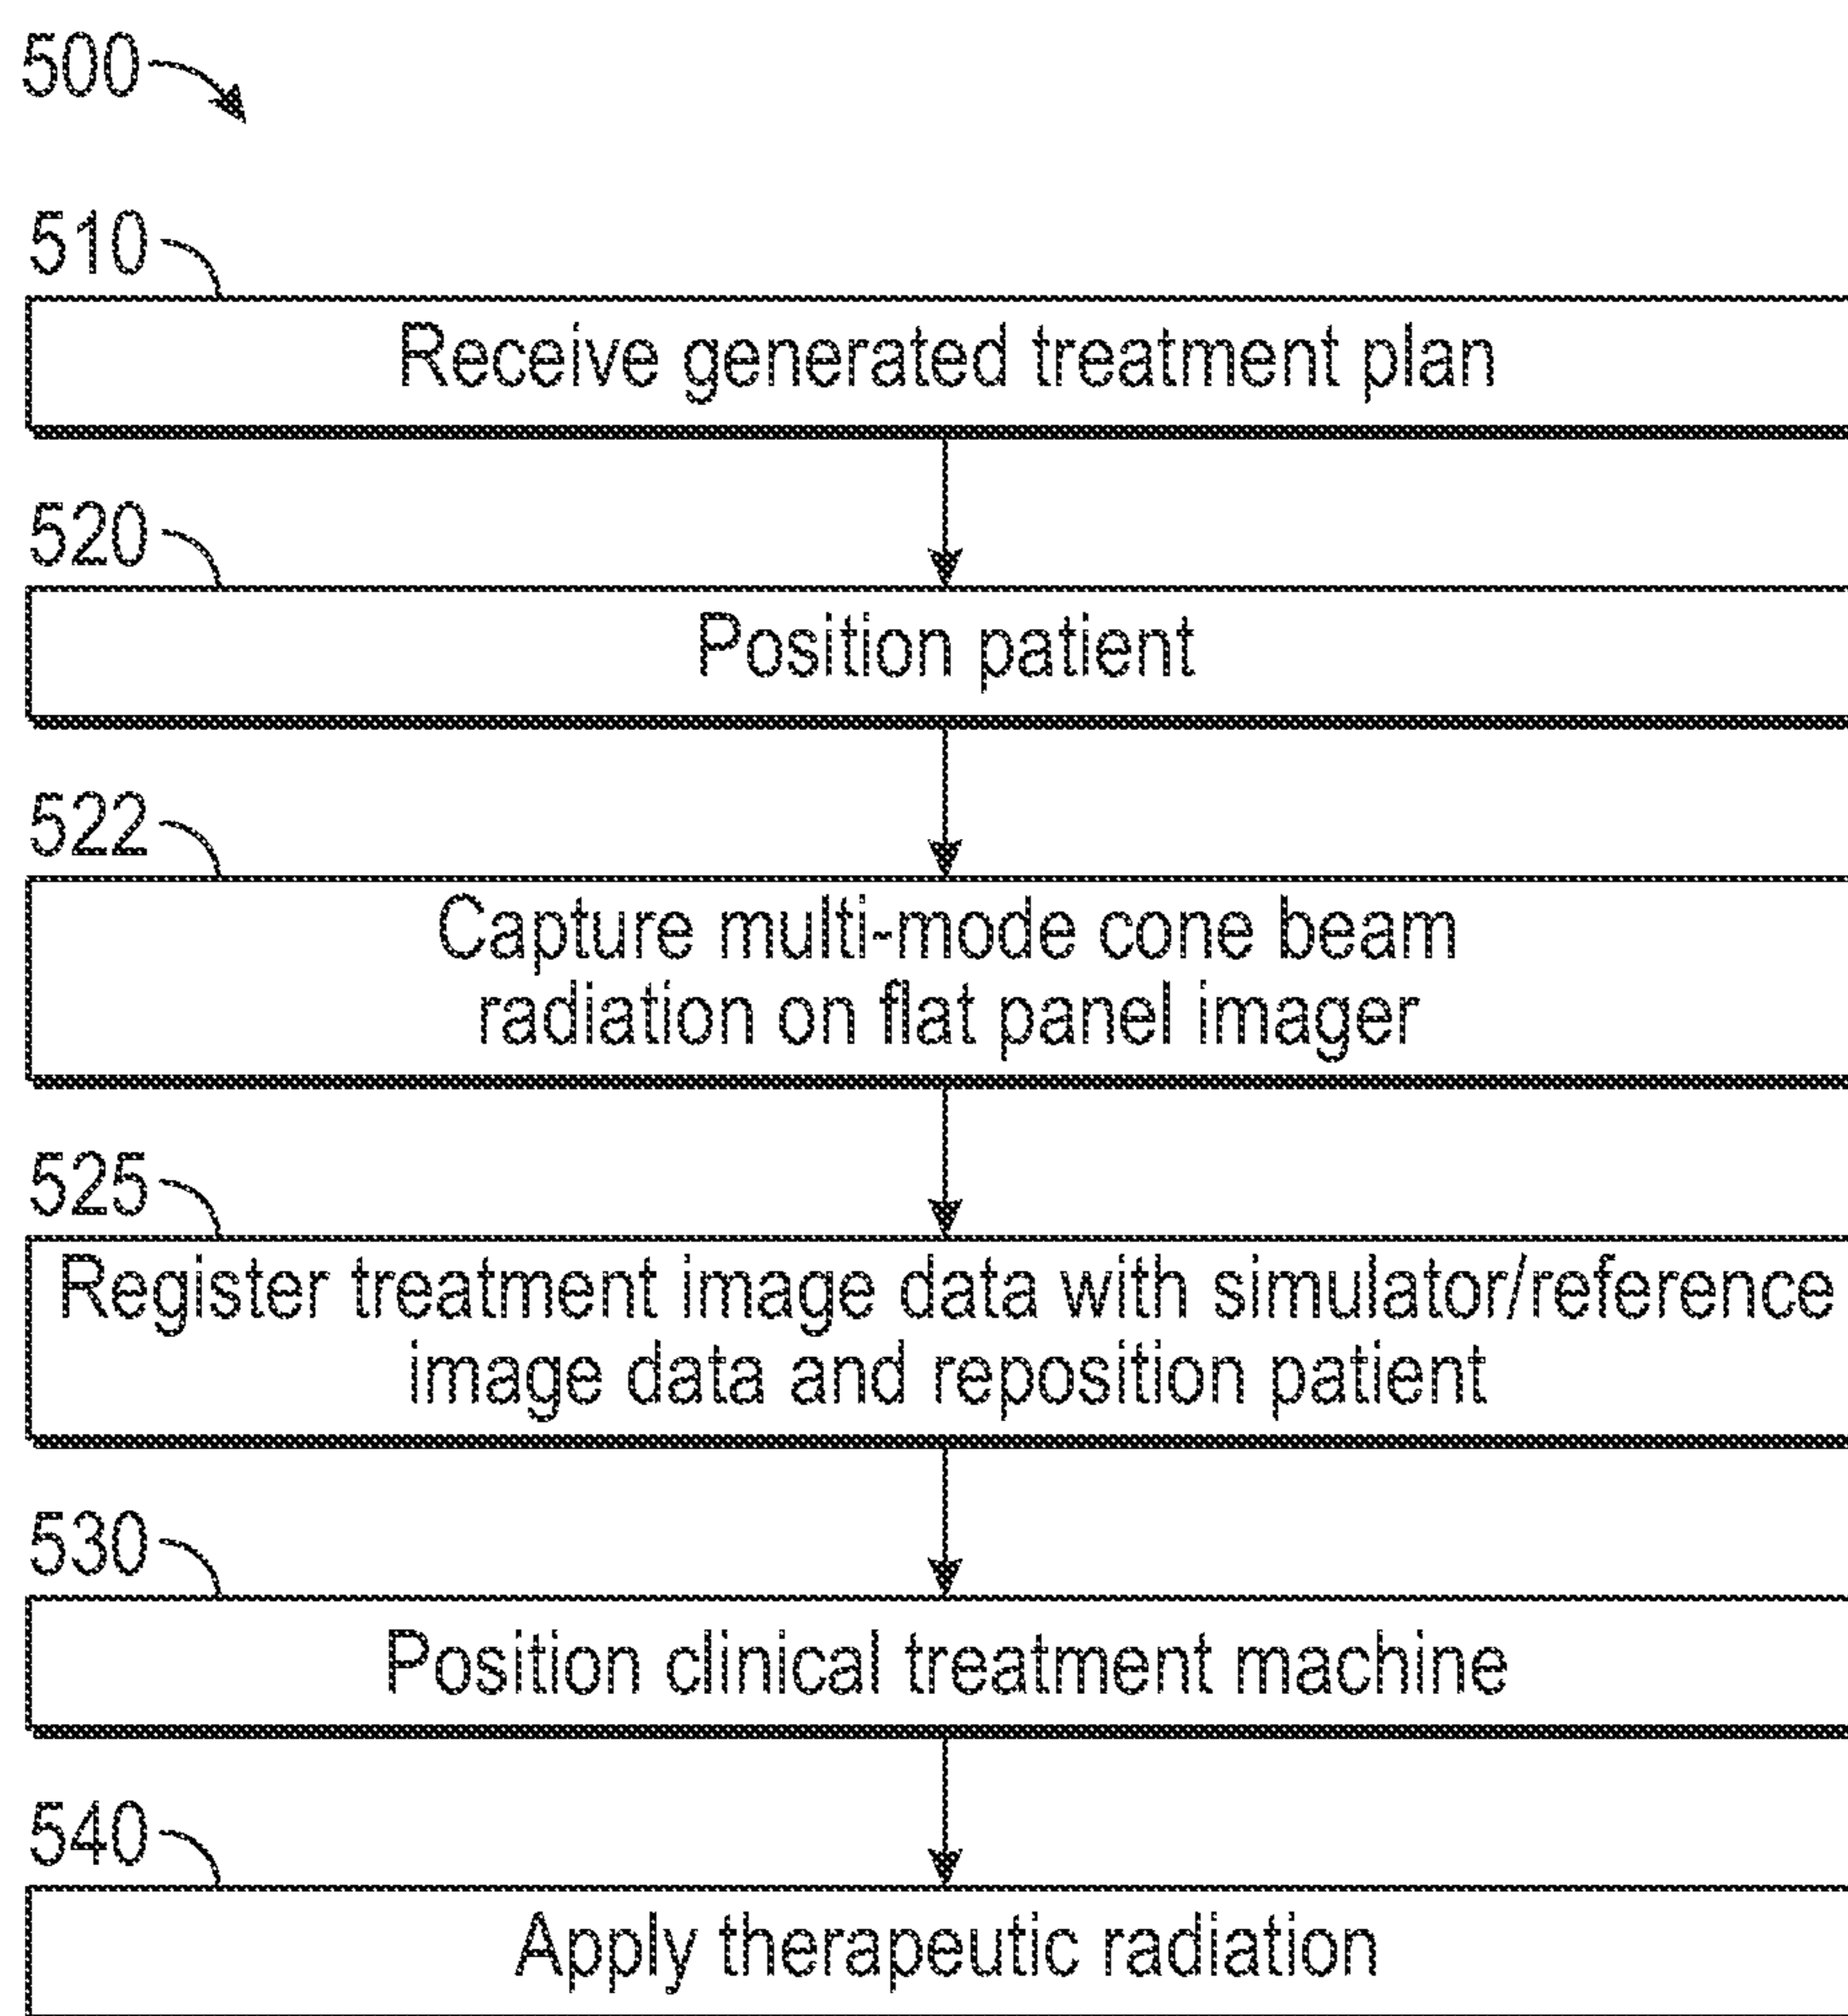 500
510
Receive generated treatment plan
520
Position patient
522
Capture multi-mode cone beam
radiation on flat panel imager
525
Register treatment image data with simulator/reference
image data and reposition patient
530
Position clinical treatment machine
540
Apply therapeutic radiation